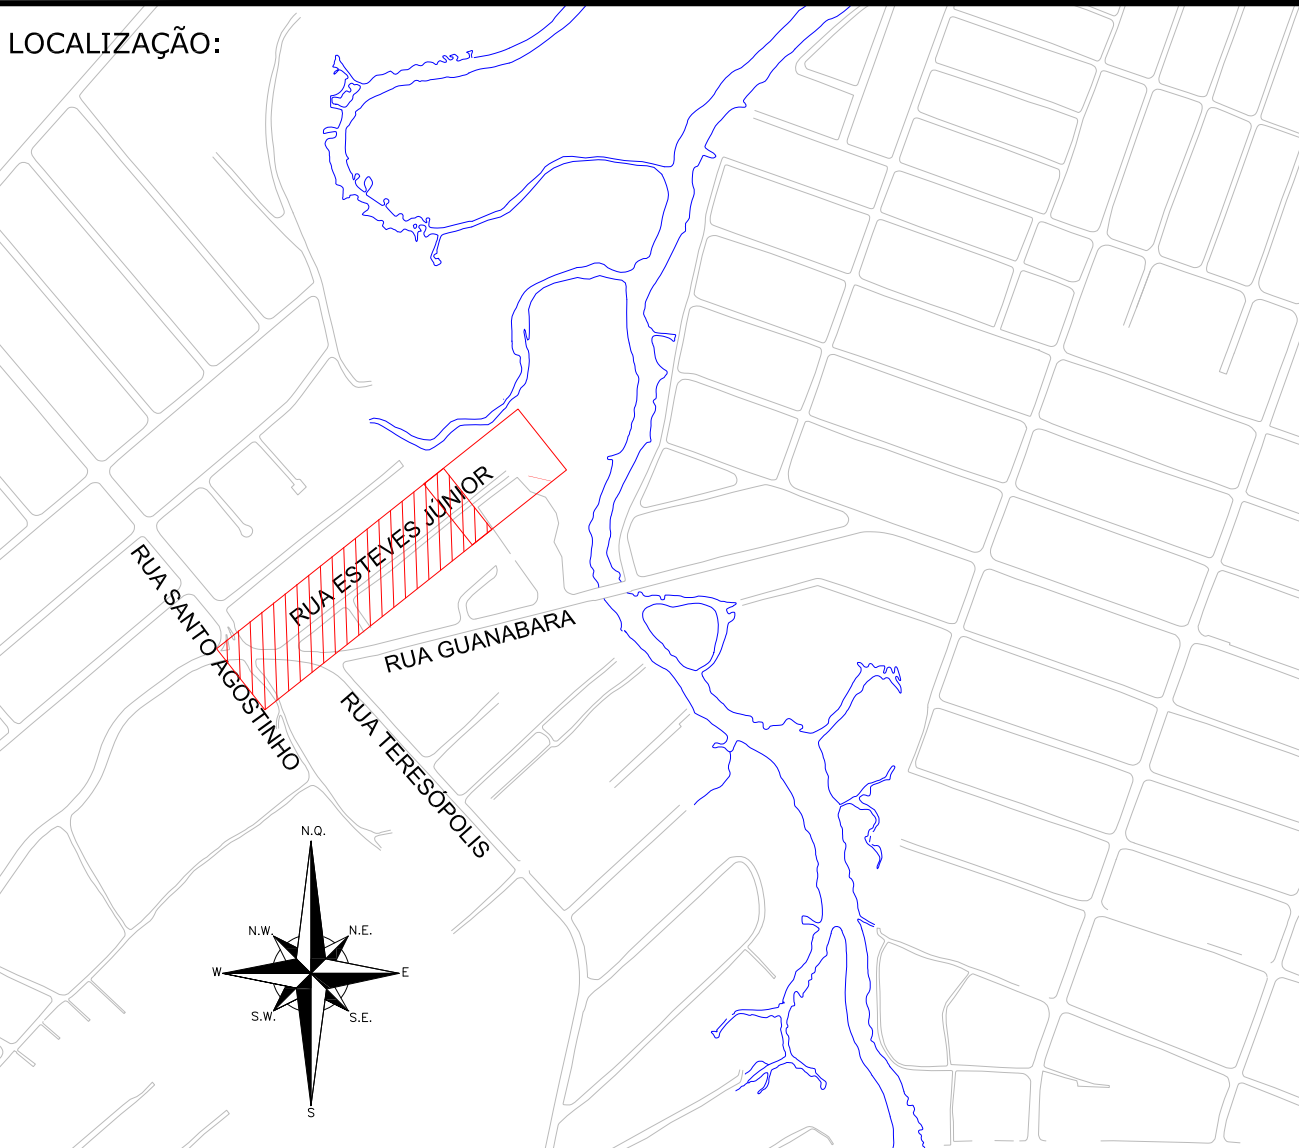 LOCALIZAÇÃO:
RUA ESTEVES JÚNIOR
RUA SANTO AGOSTINHO
RUA GUANABARA
RUA TERESÓPOLIS
N.Q.
N.W.
N.E.
W
E
S.W.
S.E.
S